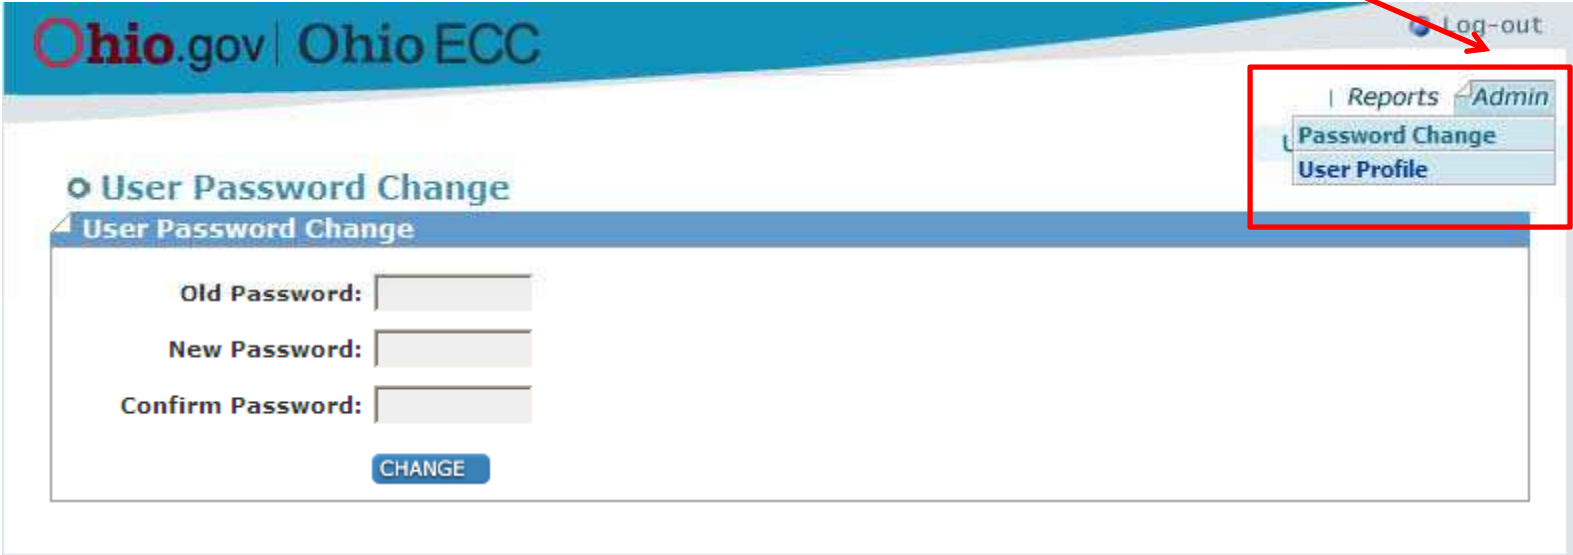 Ohio.gov | Ohio ECC
Log-out
| Reports Admin
Password Change
User Profile
User Password Change
User Password Change
Old Password:
New Password:
Confirm Password:
CHANGE